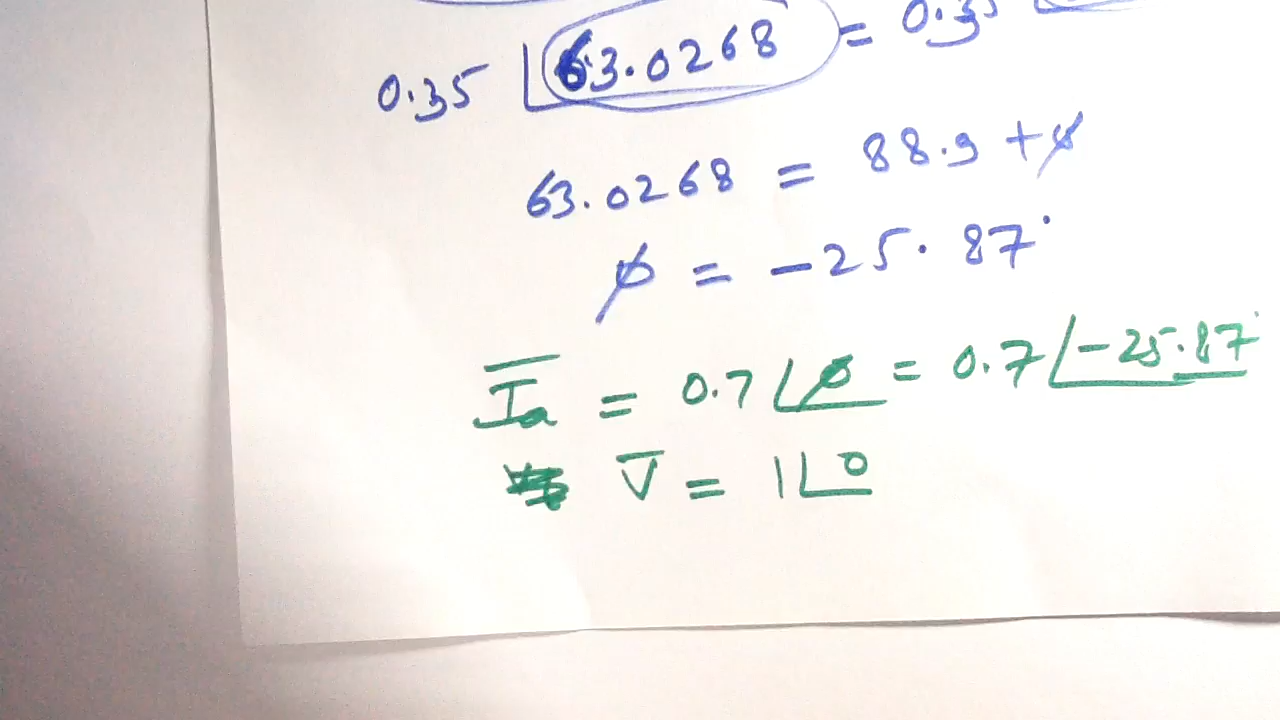 0.35 ∠63.0268 = 0.35
63.0268 = 88.9 + φ
φ = -25.87°
I̅a = 0.7 ∠φ = 0.7 ∠-25.87°
V̅ = 1∠0